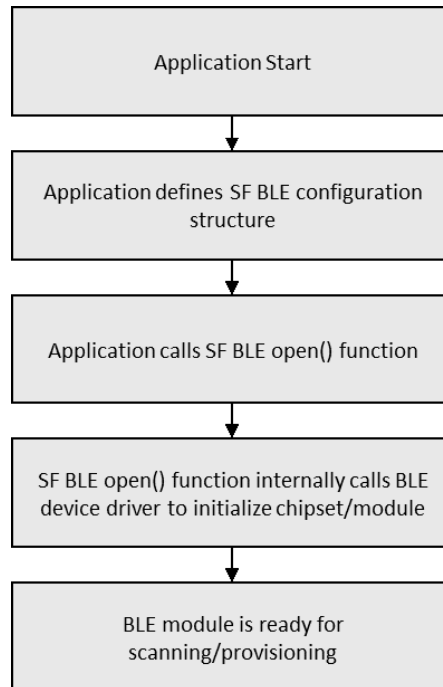 Application Start
Application defines SF BLE configuration
structure
Application calls SF BLE open() function
SF BLE open() function internally calls BLE
device driver to initialize chipset/module
BLE module is ready for
scanning/provisioning